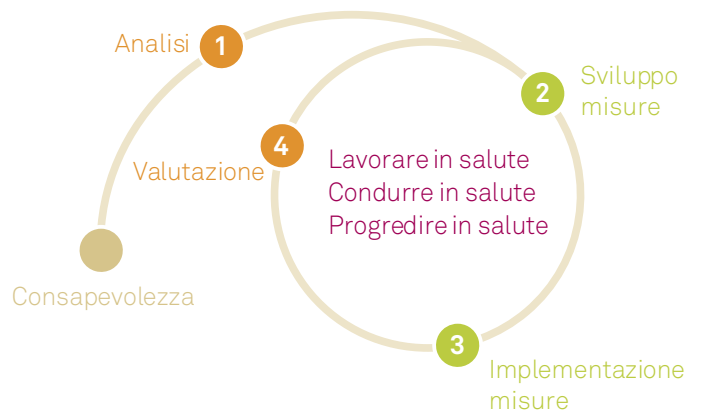 Analisi
1
2
Sviluppo
misure
4
Valutazione
Lavorare in salute
Condurre in salute
Progredire in salute
Consapevolezza
3
Implementazione
misure